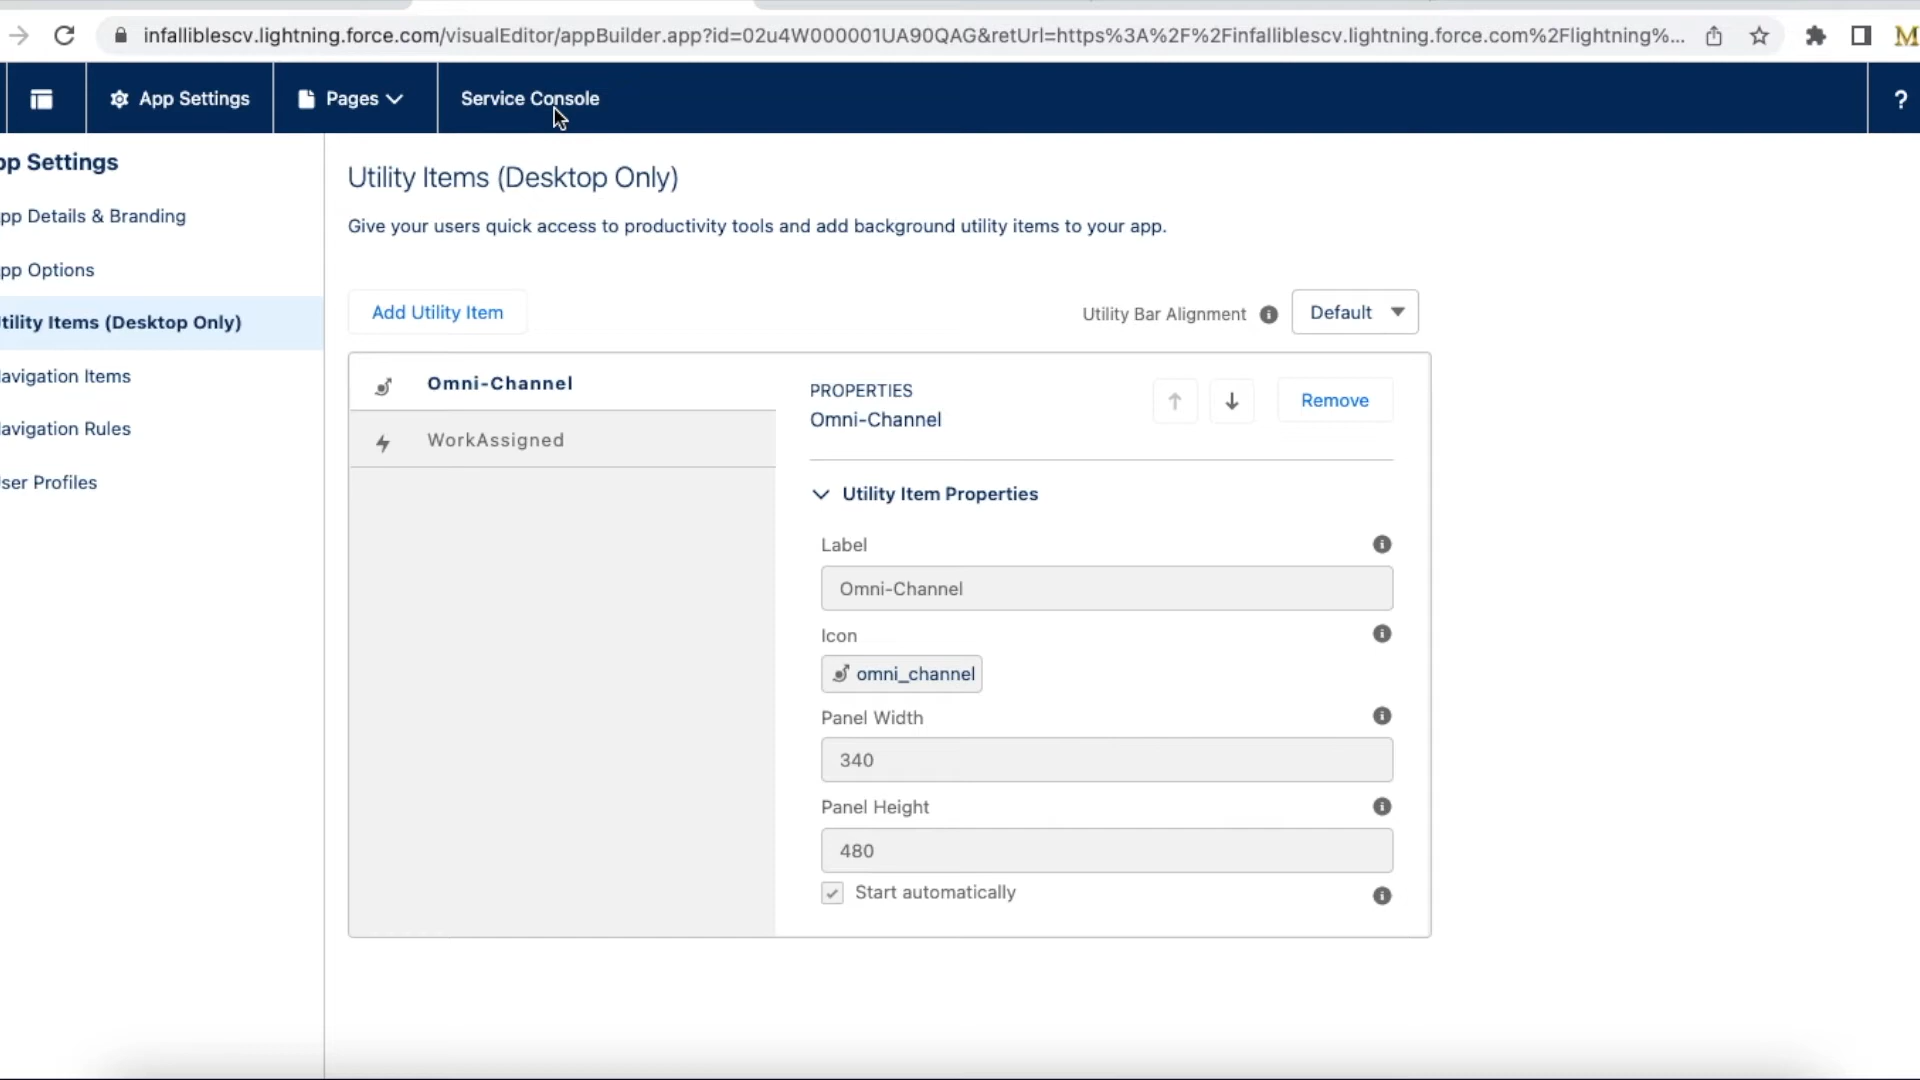 infalliblescv.lightning.force.com/visualEditor/appBuilder.app?id=02u4W000001UA90QAG&retUrl=https%3A%2F%2Finfalliblescv.lightning.force.com%2Flightning%...
M
App Settings
Pages
Service Console
?
pp Settings
pp Details & Branding
pp Options
tility Items (Desktop Only)
avigation Items
avigation Rules
ser Profiles
Utility Items (Desktop Only)
Give your users quick access to productivity tools and add background utility items to your app.
Add Utility Item
Utility Bar Alignment
Default
Omni-Channel
WorkAssigned
PROPERTIES
Omni-Channel
Remove
Utility Item Properties
Label
Omni-Channel
Icon
omni_channel
Panel Width
340
Panel Height
480
Start automatically